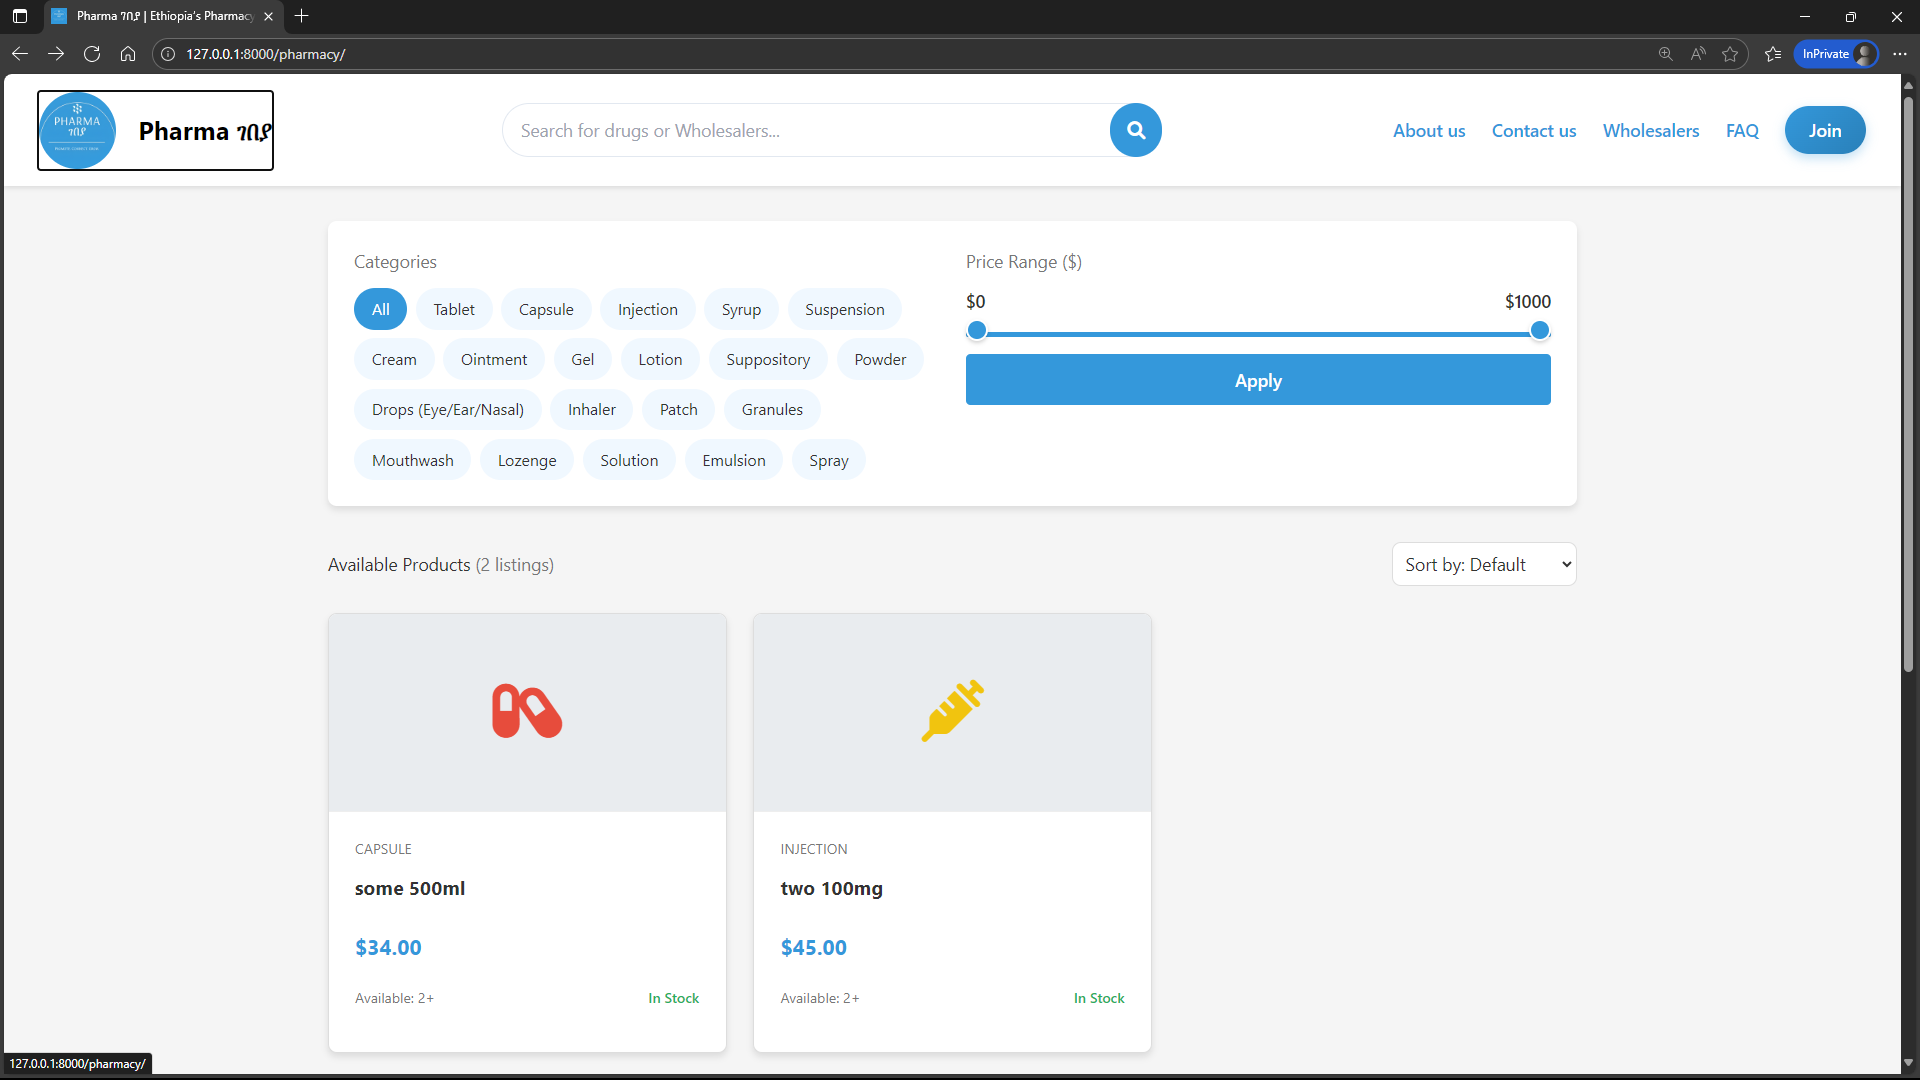 Pharma ገበያ | Ethiopia's Pharmacy
127.0.0.1:8000/pharmacy/
InPrivate
PHARMA
ገበያ
Pharma ገበያ
Search for drugs or Wholesalers...
About us
Contact us
Wholesalers
FAQ
Join
Categories
All
Tablet
Capsule
Injection
Syrup
Suspension
Cream
Ointment
Gel
Lotion
Suppository
Powder
Drops (Eye/Ear/Nasal)
Inhaler
Patch
Granules
Mouthwash
Lozenge
Solution
Emulsion
Spray
Price Range ($)
$0
$1000
Apply
Available Products (2 listings)
Sort by: Default
CAPSULE
some 500ml
$34.00
Available: 2+
In Stock
INJECTION
two 100mg
$45.00
Available: 2+
In Stock
127.0.0.1:8000/pharmacy/